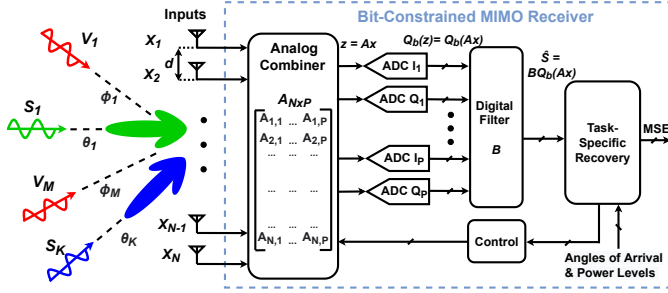 Bit-Constrained MIMO Receiver
Inputs
V1
X1
d
X2
ϕ1
S1
θ1
VM
ϕM
SK
θK
XN-1
XN
Analog
Combiner
ANxP
A1,1 ... A1,P
A2,1 ... A2,P
... ... ...
... ...
... ...
AN,1 ... AN,P
z = Ax
Qb(z)= Qb(Ax)
ADC I1
ADC Q1
ADC IP
ADC QP
Digital
Filter
B
Ŝ =
BQb(Ax)
Task-
Specific
Recovery
MSE
Control
Angles of Arrival
& Power Levels